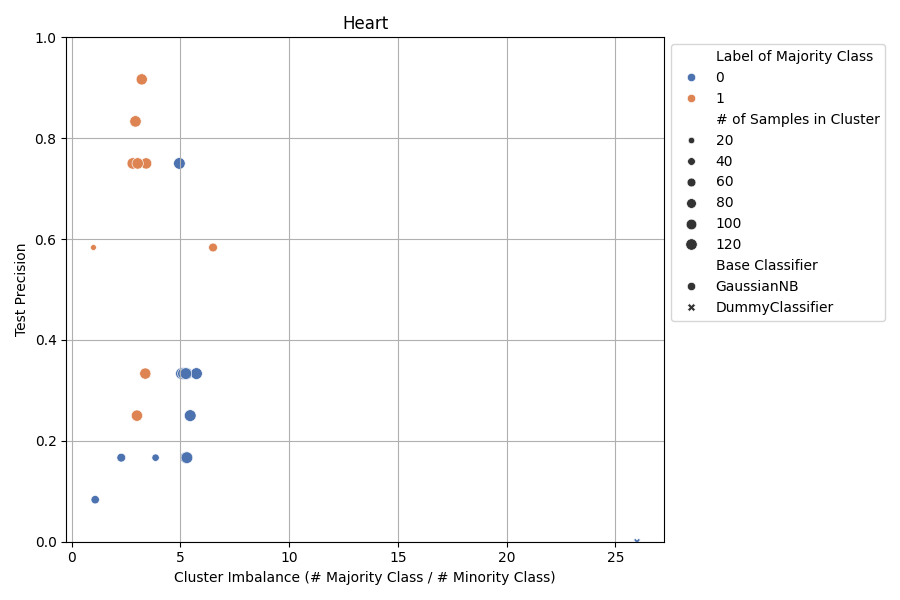 Heart
Test Precision
1.0
0.8
0.6
0.4
0.2
0.0
0 5 10 15 20 25
Cluster Imbalance (# Majority Class / # Minority Class)
Label of Majority Class
0
1
# of Samples in Cluster
20
40
60
80
100
120
Base Classifier
GaussianNB
DummyClassifier